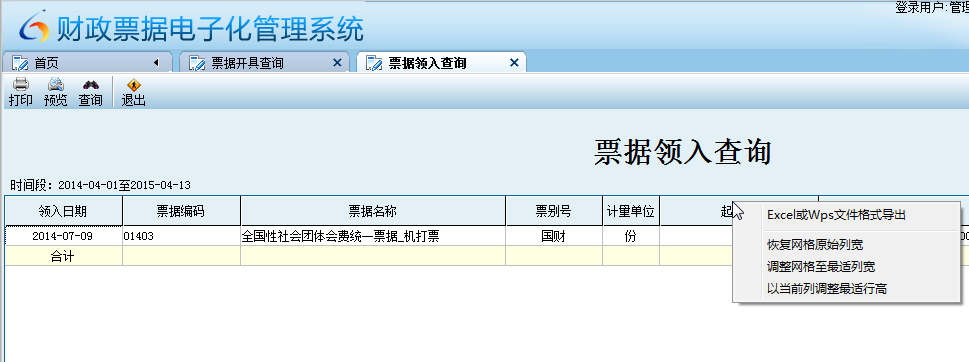 登录用户:管理
财政票据电子化管理系统
首页 票据开具查询 票据领入查询
打印 预览 查询 退出
票据领入查询
时间段：2014-04-01至2015-04-13
领入日期 票据编码 票据名称 票别号 计量单位 起
2014-07-09 01403 全国性社会团体会费统一票据_机打票 国财 份
合计
Excel或Wps文件格式导出
恢复网格原始列宽
调整网格至最适列宽
以当前列调整最适行高